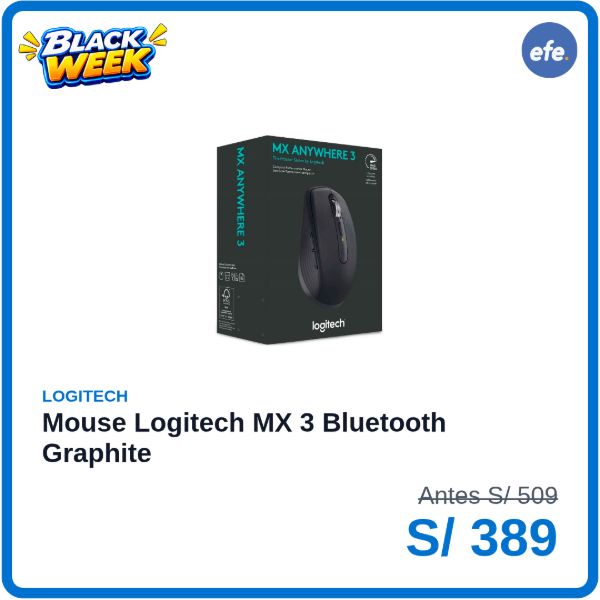 BLACK
WEEK
efe.
MX ANYWHERE 3
MX ANYWHERE 3
logitech
LOGITECH
Mouse Logitech MX 3 Bluetooth
Graphite
Antes S/ 509
S/ 389